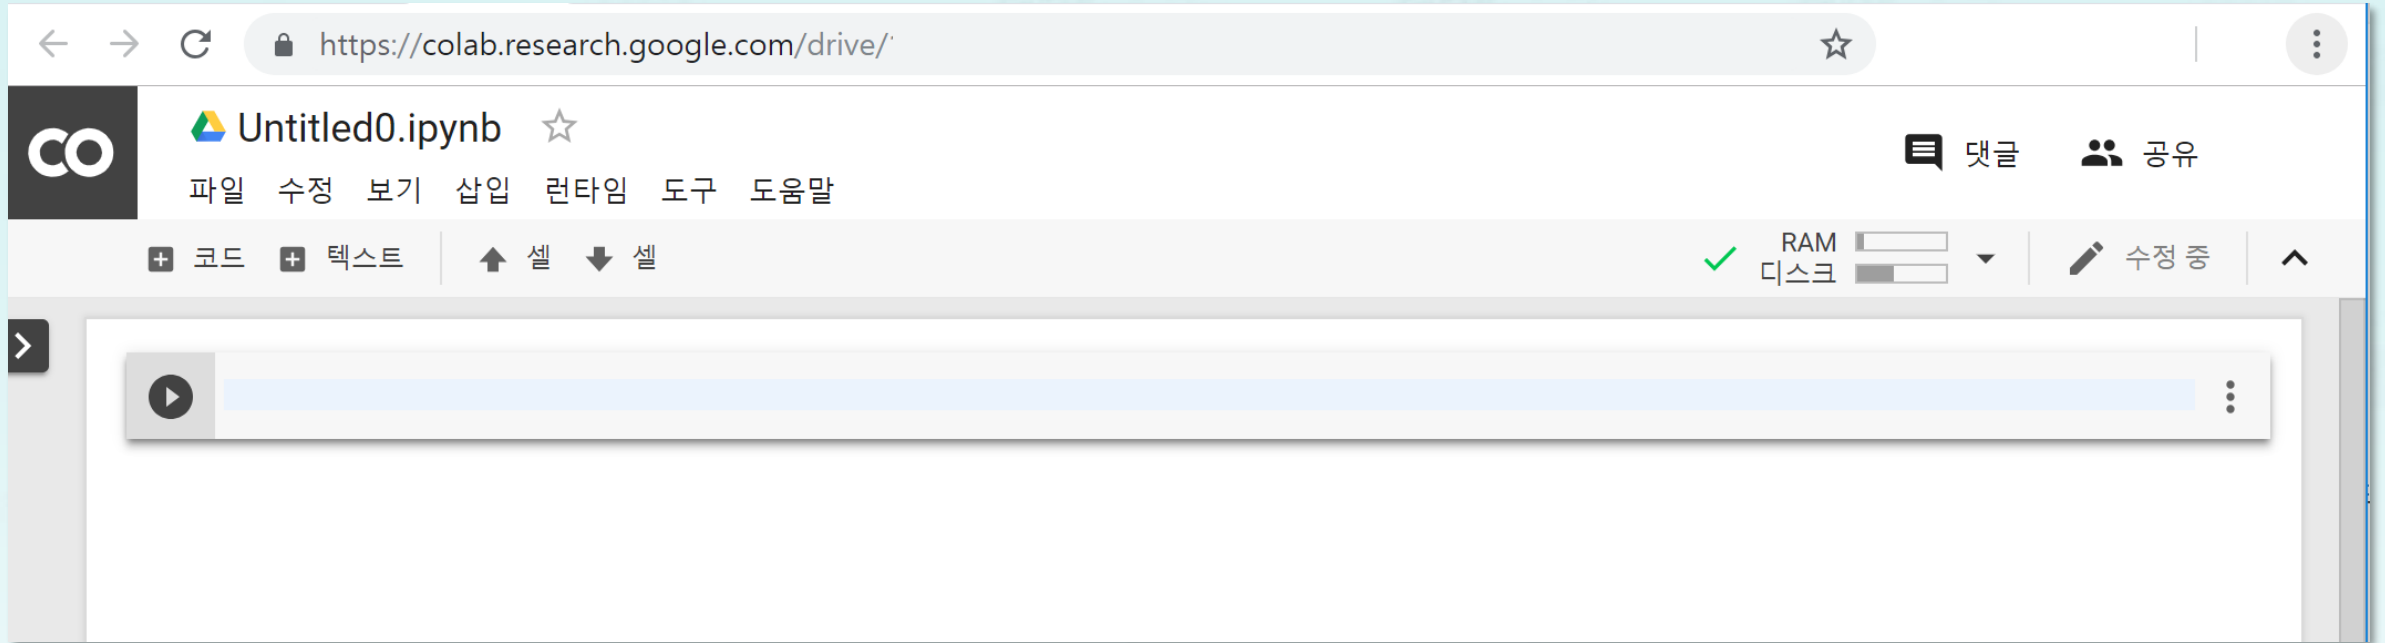 https://colab.research.google.com/drive/
CO
Untitled0.ipynb
댓글 공유
파일 수정 보기 삽입 런타임 도구 도움말
코드 텍스트 셀 셀 RAM 수정 중
디스크